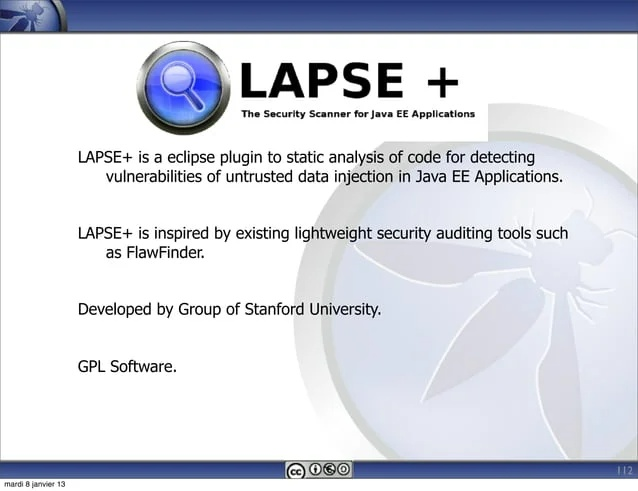 LAPSE +
The Security Scanner for Java EE Applications
LAPSE+ is a eclipse plugin to static analysis of code for detecting
vulnerabilities of untrusted data injection in Java EE Applications.
LAPSE+ is inspired by existing lightweight security auditing tools such
as FlawFinder.
Developed by Group of Stanford University.
GPL Software.
cc
112
mardi 8 janvier 13